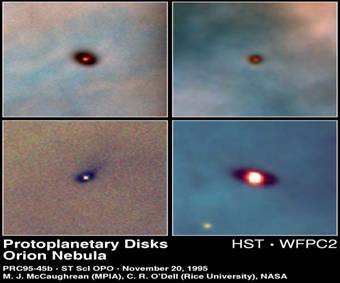 Protoplanetary Disks HST · WFPC2
Orion Nebula
PRC95-45b · ST ScI OPO · November 20, 1995
M. J. McCaughrean (MPIA), C. R. O'Dell (Rice University), NASA